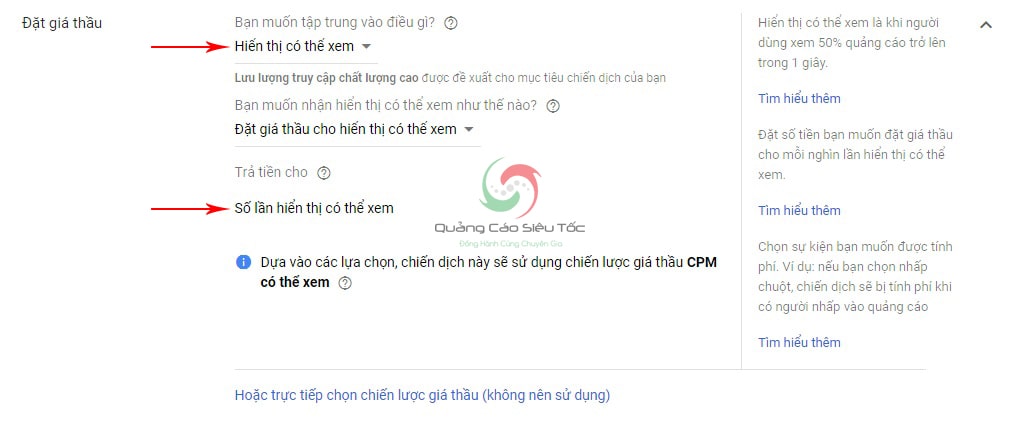 Đặt giá thầu
Bạn muốn tập trung vào điều gì?
Hiển thị có thể xem
Lưu lượng truy cập chất lượng cao được đề xuất cho mục tiêu chiến dịch của bạn
Bạn muốn nhận hiển thị có thể xem như thế nào?
Đặt giá thầu cho hiển thị có thể xem
Trả tiền cho
Số lần hiển thị có thể xem
Quảng Cáo Siêu Tốc
Đồng Hành Cùng Chuyên Gia
Dựa vào các lựa chọn, chiến dịch này sẽ sử dụng chiến lược giá thầu CPM
có thể xem
Hoặc trực tiếp chọn chiến lược giá thầu (không nên sử dụng)
Hiển thị có thể xem là khi người
dùng xem 50% quảng cáo trở lên
trong 1 giây.
Tìm hiểu thêm
Đặt số tiền bạn muốn đặt giá thầu
cho mỗi nghìn lần hiển thị có thể
xem.
Tìm hiểu thêm
Chọn sự kiện bạn muốn được tính
phí. Ví dụ: nếu bạn chọn nhấp
chuột, chiến dịch sẽ bị tính phí khi
có người nhấp vào quảng cáo
Tìm hiểu thêm